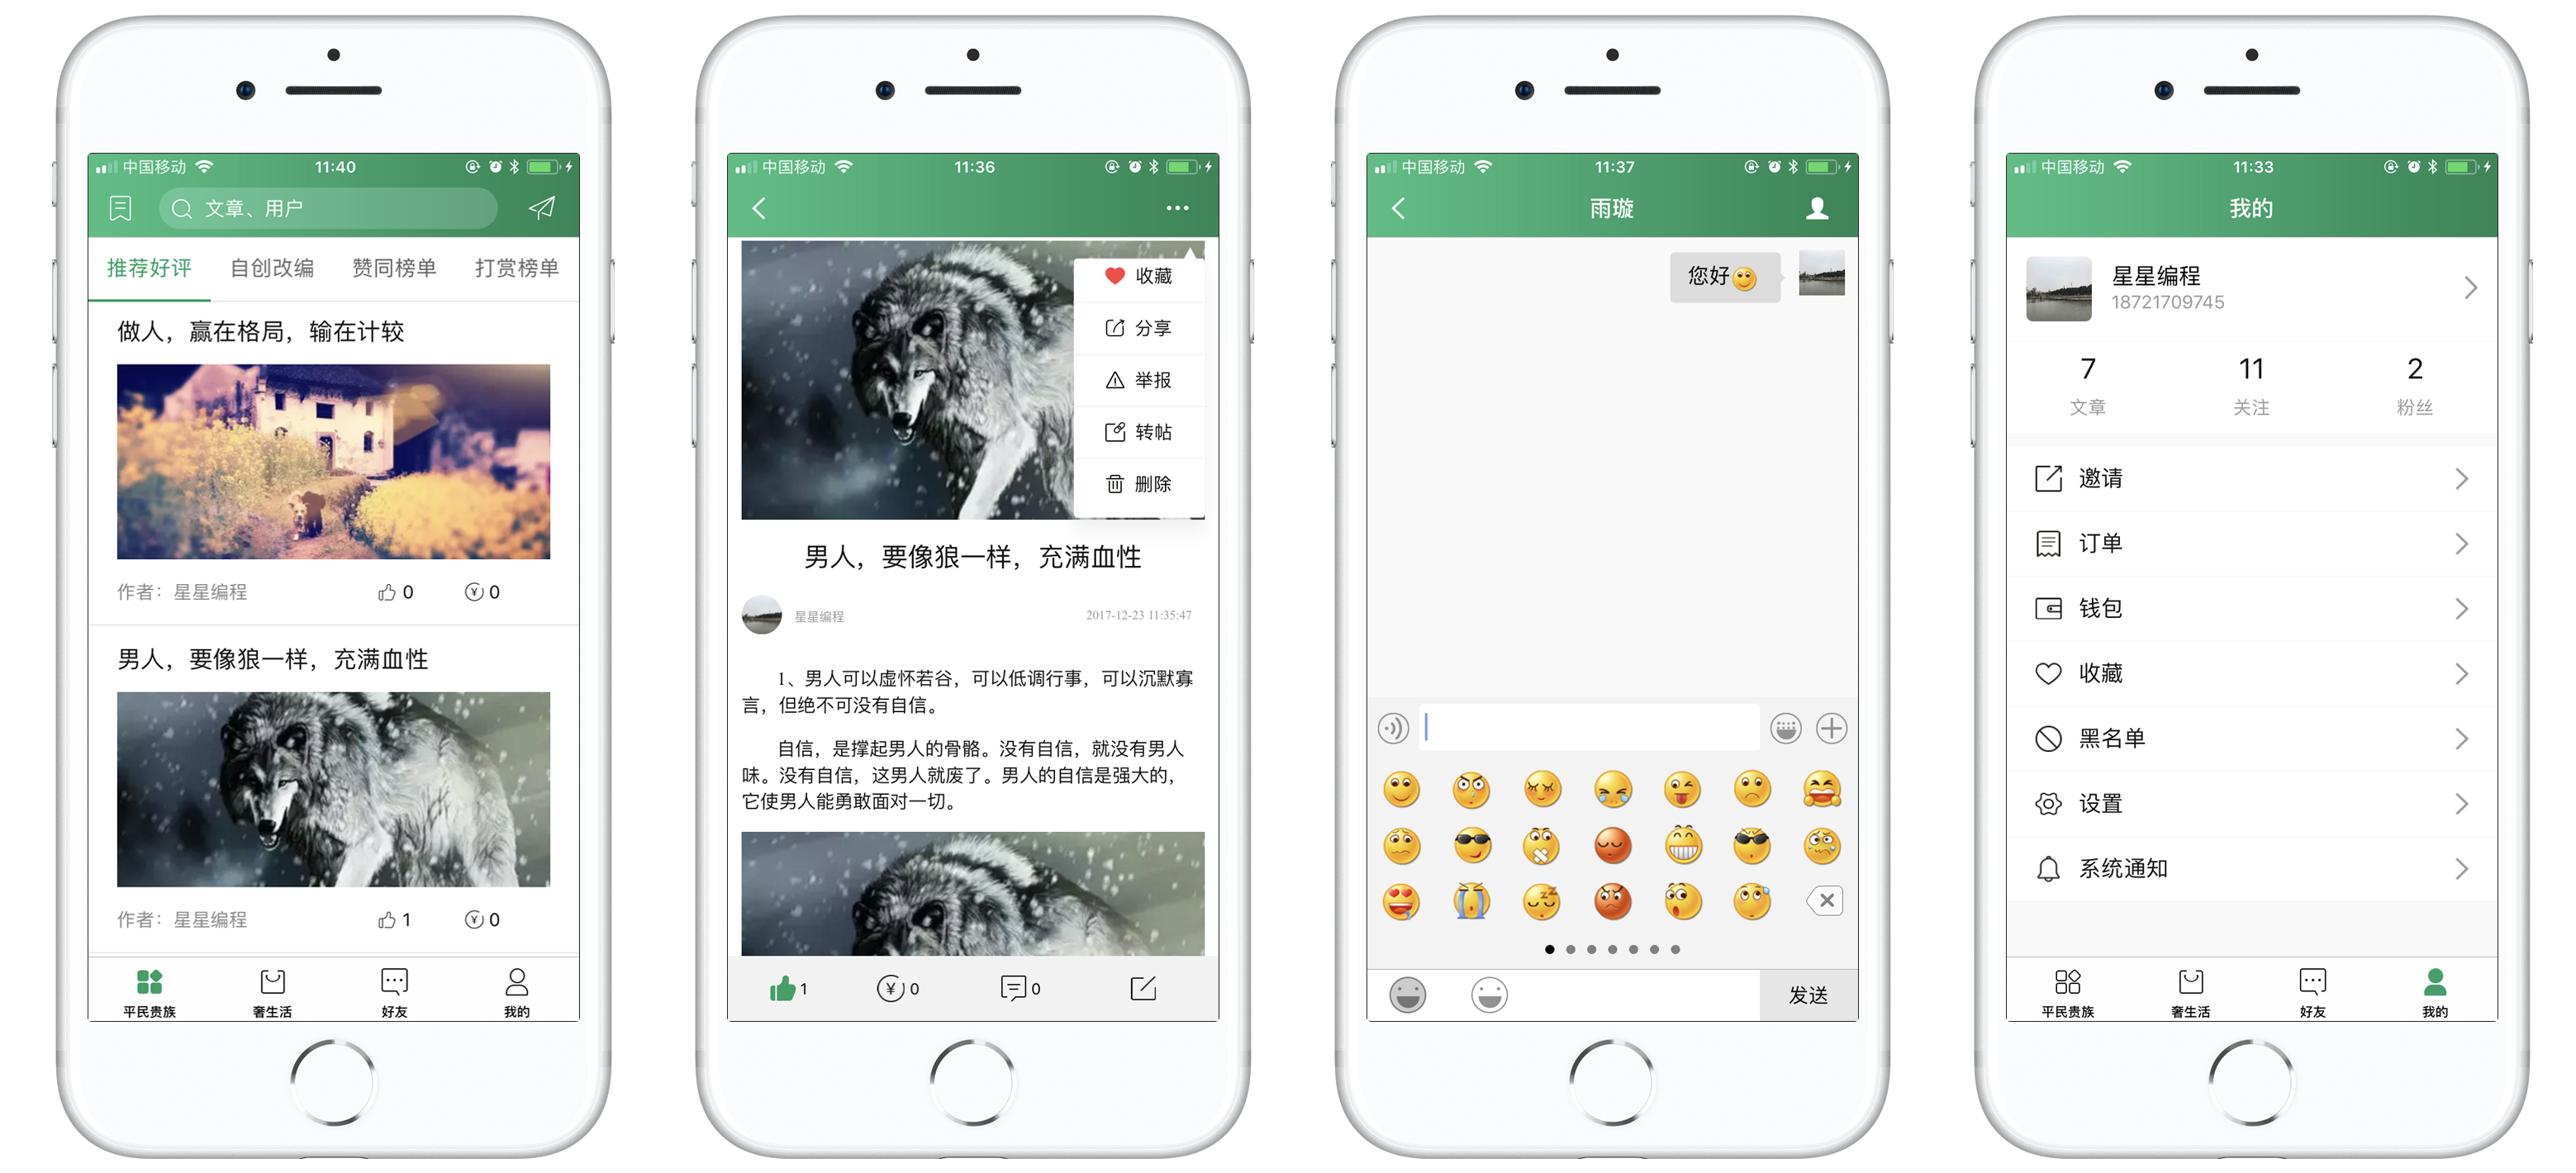 中国移动 11:40
文章、用户
推荐好评 自创改编 赞同榜单 打赏榜单
做人，赢在格局，输在计较
作者：星星编程 0 0
男人，要像狼一样，充满血性
作者：星星编程 1 0
平民贵族 奢生活 好友 我的
中国移动 11:36
收藏
分享
举报
转帖
删除
男人，要像狼一样，充满血性
星星编程 2017-12-23 11:35:47
1、男人可以虚怀若谷，可以低调行事，可以沉默寡
言，但绝不可没有自信。
自信，是撑起男人的骨骼。没有自信，就没有男人
味。没有自信，这男人就废了。男人的自信是强大的，
它使男人能勇敢面对一切。
1 0 0
中国移动 11:37
雨璇
您好
发送
中国移动 11:33
我的
星星编程
18721709745
7 11 2
文章 关注 粉丝
邀请
订单
钱包
收藏
黑名单
设置
系统通知
平民贵族 奢生活 好友 我的